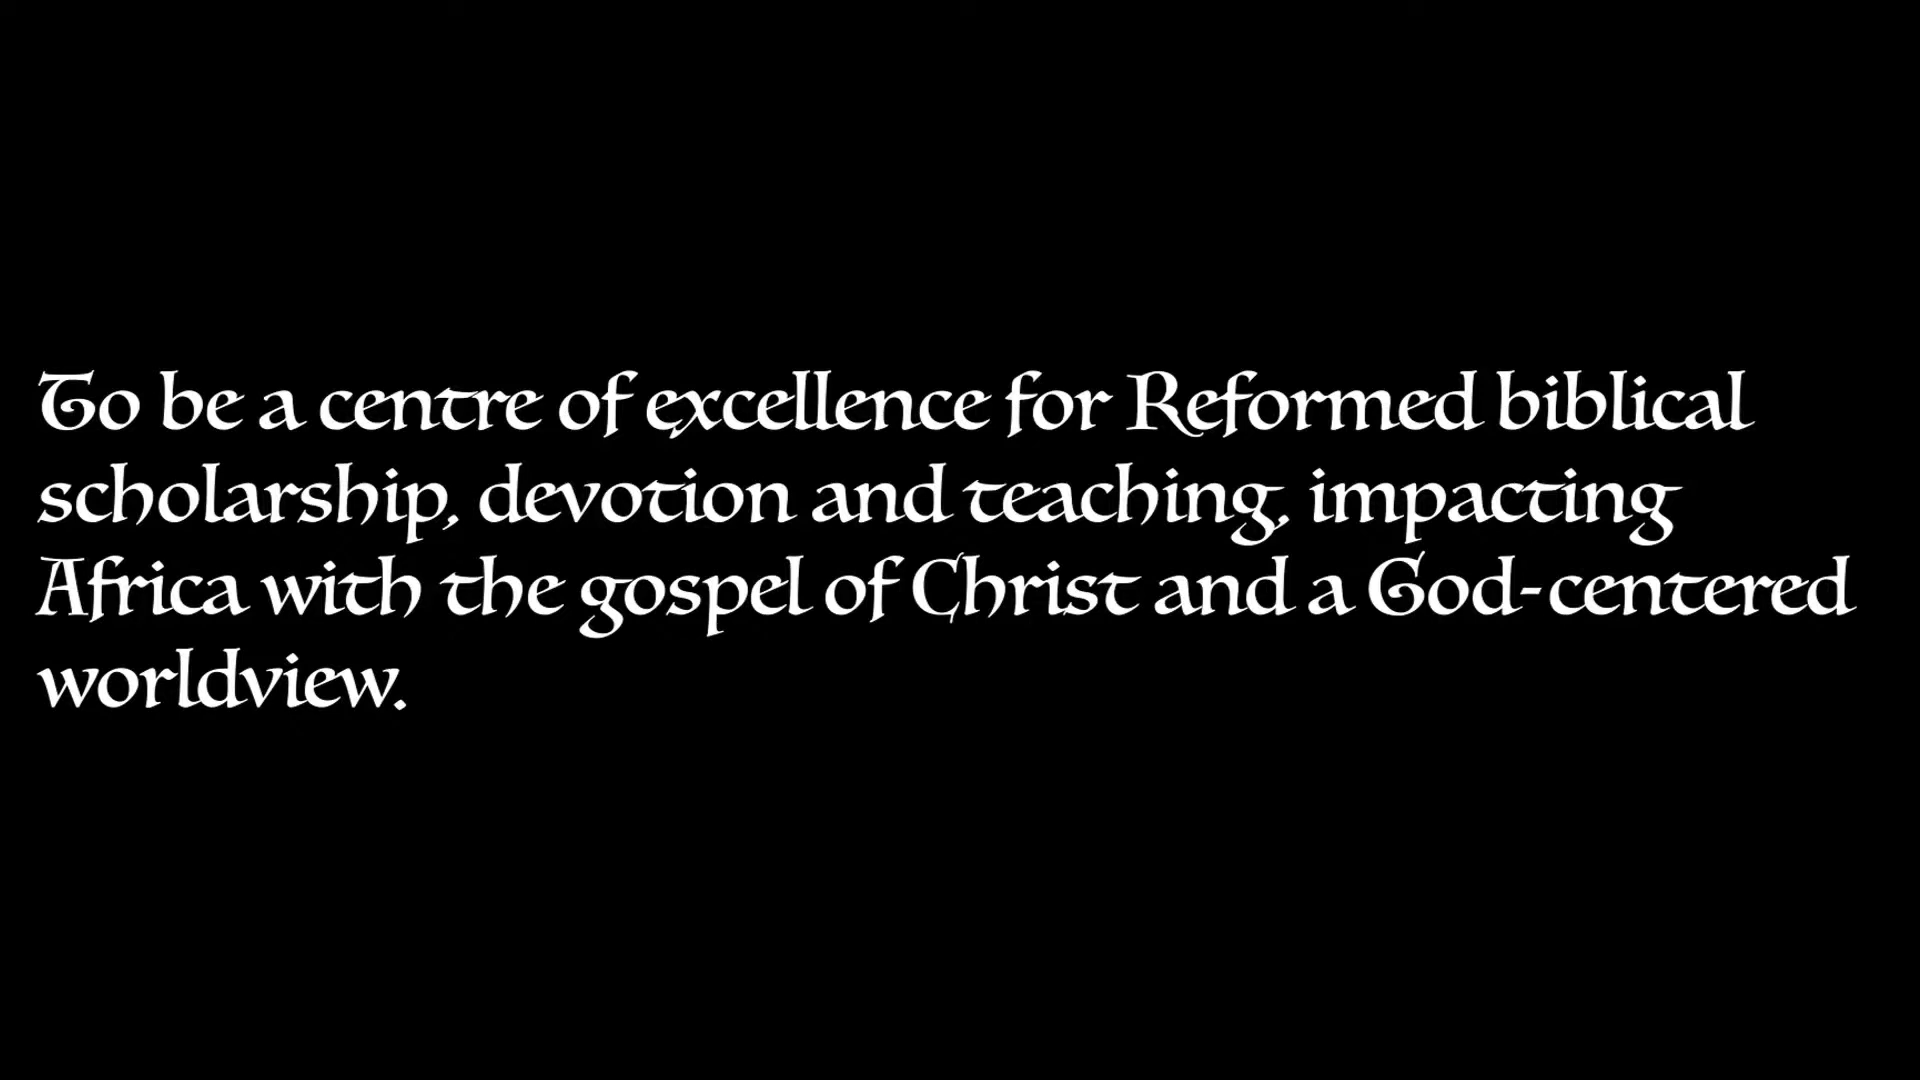 To be a centre of excellence for Reformed biblical
scholarship, devotion and teaching, impacting
Africa with the gospel of Christ and a God-centered
worldview.